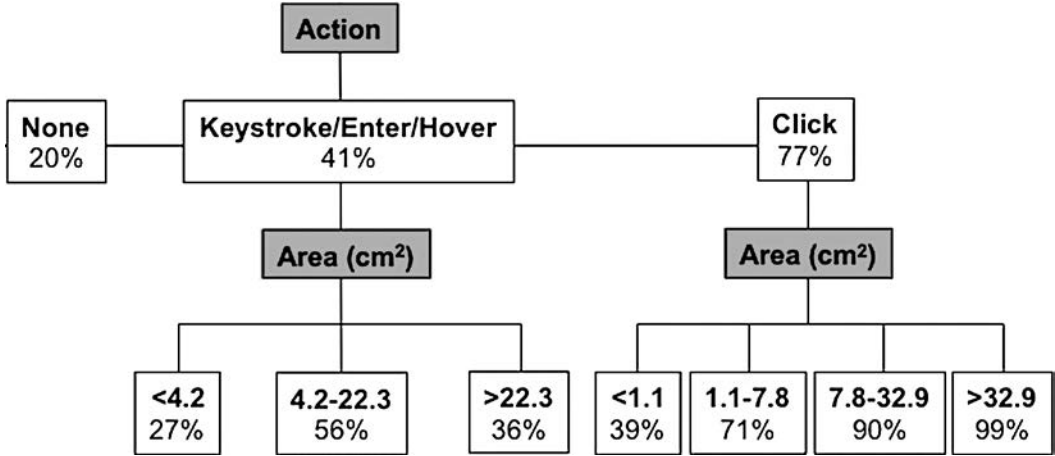 Action
None
20%
Keystroke/Enter/Hover
41%
Click
77%
Area (cm²)
Area (cm²)
<4.2
27%
4.2-22.3
56%
>22.3
36%
<1.1
39%
1.1-7.8
71%
7.8-32.9
90%
>32.9
99%